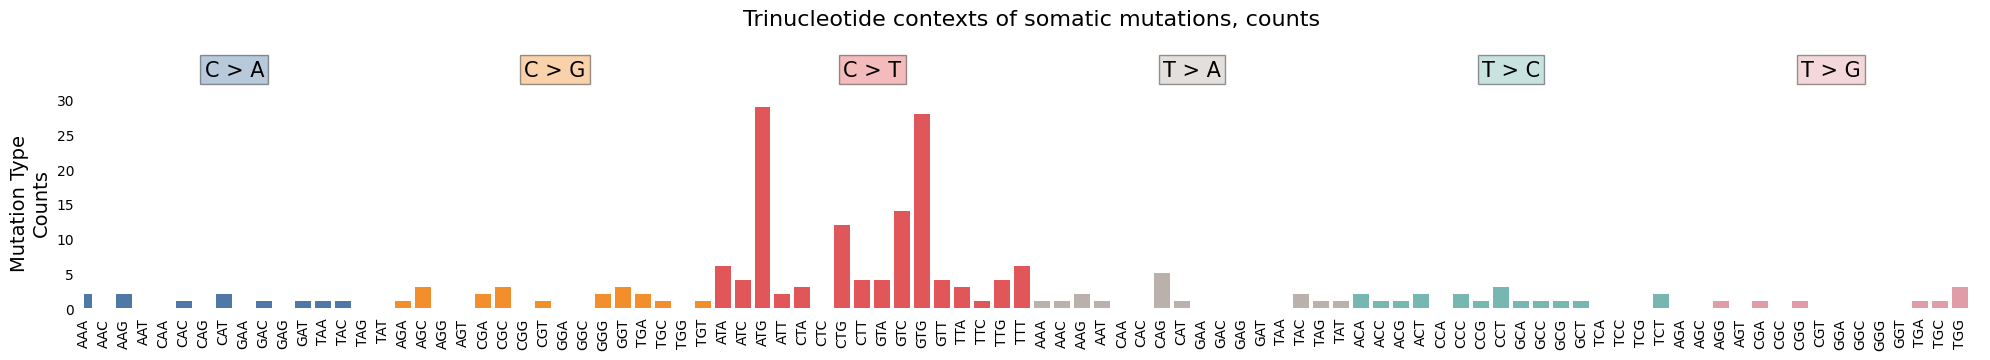 Trinucleotide contexts of somatic mutations, counts
C > A C > G C > T T > A T > C T > G
Mutation Type
Counts
30
25
20
15
10
5
0
AAA AAC AAG AAT CAA CAC CAG CAT GAA GAC GAG GAT TAA TAC TAG TAT AGA AGC AGG AGT CGA CGC CGG CGT GGA GGC GGG GGT TGA TGC TGG TGT ATA ATC ATG ATT CTA CTC CTG CTT GTA GTC GTG GTT TTA TTC TTG TTT AAA AAC AAG AAT CAA CAC CAG CAT GAA GAC GAG GAT TAA TAC TAG TAT ACA ACC ACG ACT CCA CCC CCG CCT GCA GCC GCG GCT TCA TCC TCG TCT AGA AGC AGG AGT CGA CGC CGG CGT GGA GGC GGG GGT TGA TGC TGG